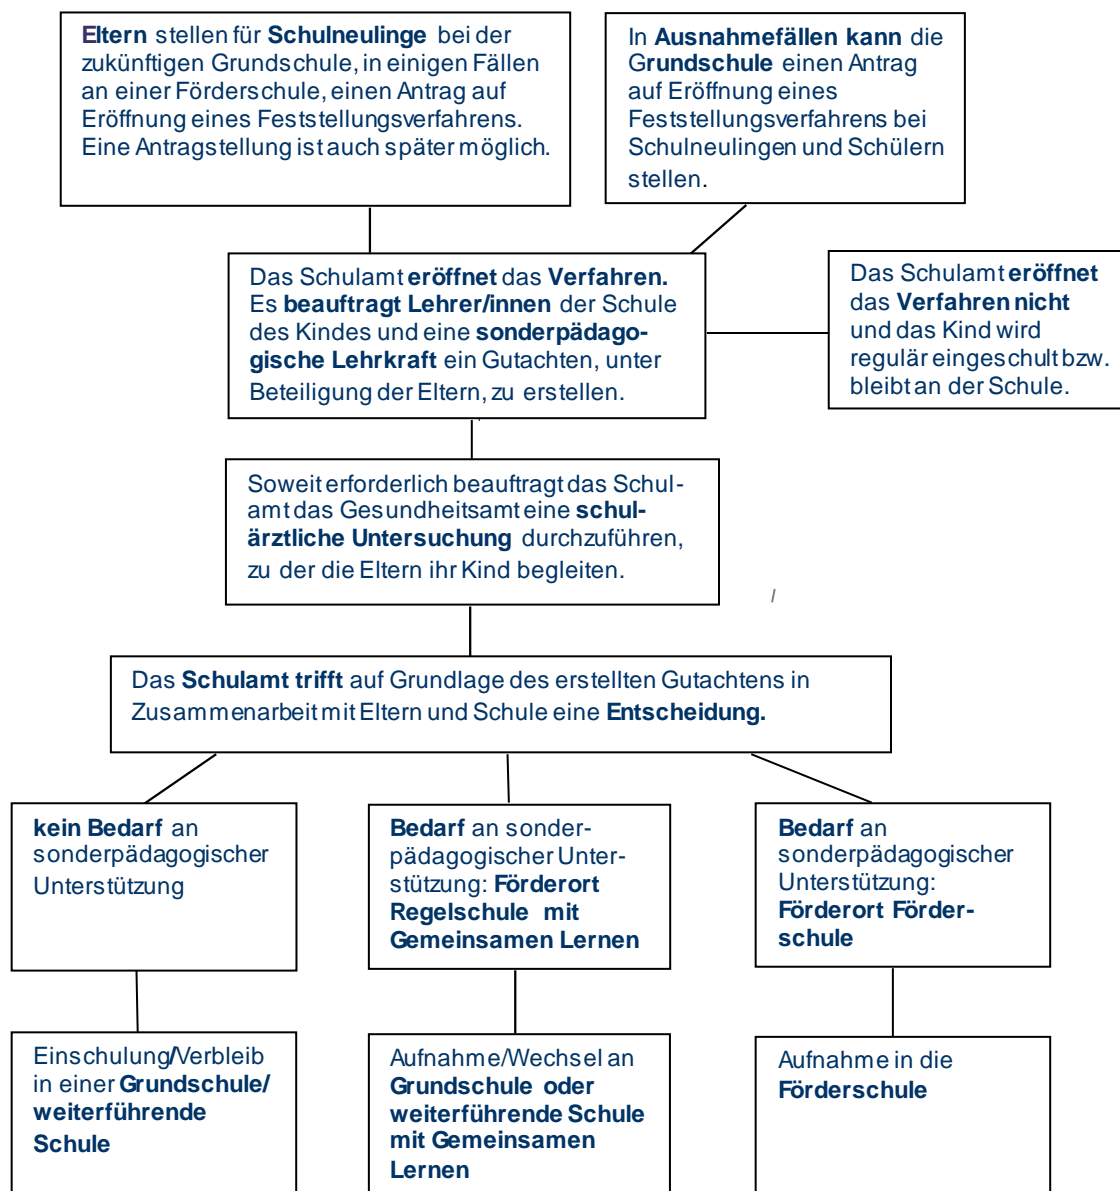 Eltern stellen für Schulneulinge bei der
zukünftigen Grundschule, in einigen Fällen
an einer Förderschule, einen Antrag auf
Eröffnung eines Feststellungsverfahrens.
Eine Antragstellung ist auch später möglich.
In Ausnahmefällen kann die
Grundschule einen Antrag
auf Eröffnung eines
Feststellungsverfahrens bei
Schulneulingen und Schülern
stellen.
Das Schulamt eröffnet das Verfahren.
Es beauftragt Lehrer/innen der Schule
des Kindes und eine sonderpädago-
gische Lehrkraft ein Gutachten, unter
Beteiligung der Eltern, zu erstellen.
Das Schulamt eröffnet
das Verfahren nicht
und das Kind wird
regulär eingeschult bzw.
bleibt an der Schule.
Soweit erforderlich beauftragt das Schul-
amt das Gesundheitsamt eine schul-
ärztliche Untersuchung durchzuführen,
zu der die Eltern ihr Kind begleiten.
/
Das Schulamt trifft auf Grundlage des erstellten Gutachtens in
Zusammenarbeit mit Eltern und Schule eine Entscheidung.
kein Bedarf an
sonderpädagogischer
Unterstützung
Bedarf an sonder-
pädagogischer Unter-
stützung: Förderort
Regelschule mit
Gemeinsamen Lernen
Bedarf an
sonderpädagogischer
Unterstützung:
Förderort Förder-
schule
Einschulung/Verbleib
in einer Grundschule/
weiterführende
Schule
Aufnahme/Wechsel an
Grundschule oder
weiterführende Schule
mit Gemeinsamen
Lernen
Aufnahme in die
Förderschule